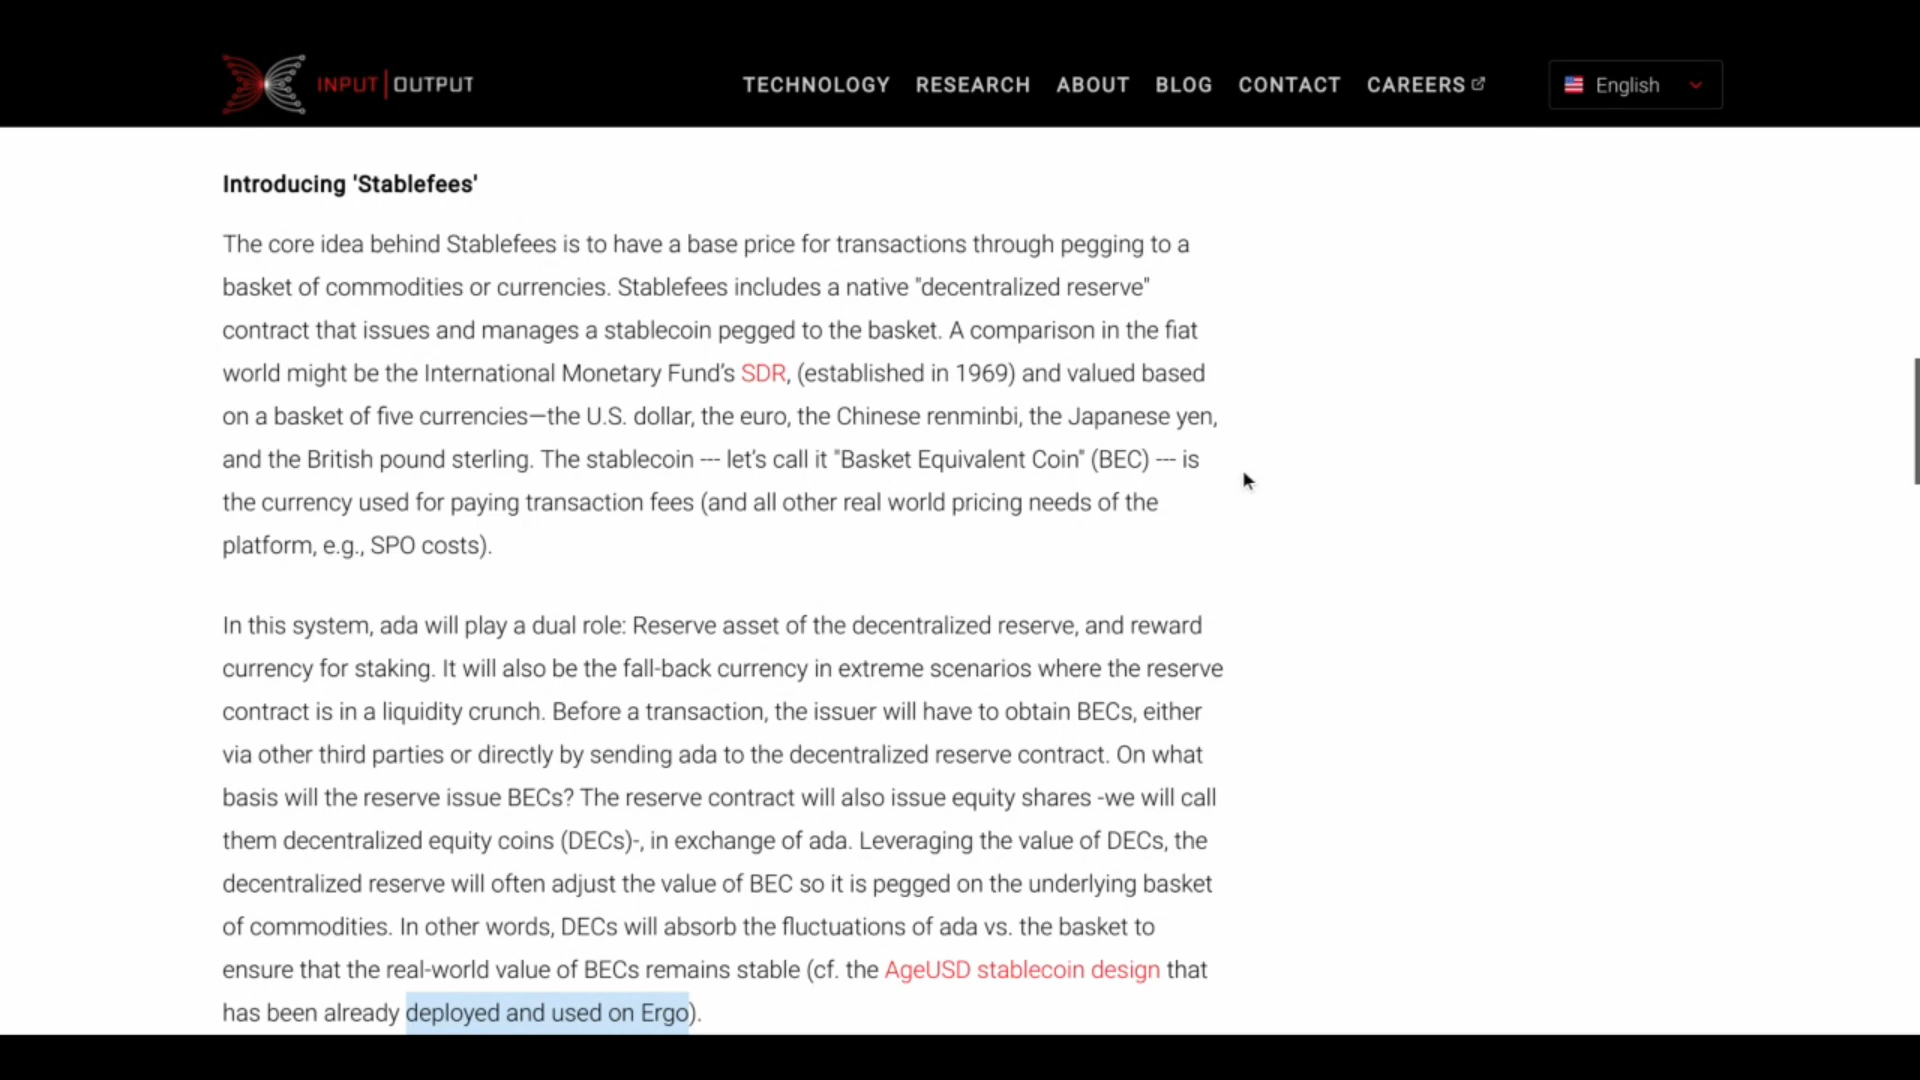 INPUT | OUTPUT
TECHNOLOGY RESEARCH ABOUT BLOG CONTACT CAREERS
English
Introducing 'Stablefees'
The core idea behind Stablefees is to have a base price for transactions through pegging to a
basket of commodities or currencies. Stablefees includes a native "decentralized reserve"
contract that issues and manages a stablecoin pegged to the basket. A comparison in the fiat
world might be the International Monetary Fund's SDR, (established in 1969) and valued based
on a basket of five currencies—the U.S. dollar, the euro, the Chinese renminbi, the Japanese yen,
and the British pound sterling. The stablecoin --- let's call it "Basket Equivalent Coin" (BEC) --- is
the currency used for paying transaction fees (and all other real world pricing needs of the
platform, e.g., SPO costs).
In this system, ada will play a dual role: Reserve asset of the decentralized reserve, and reward
currency for staking. It will also be the fall-back currency in extreme scenarios where the reserve
contract is in a liquidity crunch. Before a transaction, the issuer will have to obtain BECs, either
via other third parties or directly by sending ada to the decentralized reserve contract. On what
basis will the reserve issue BECs? The reserve contract will also issue equity shares -we will call
them decentralized equity coins (DECs)-, in exchange of ada. Leveraging the value of DECs, the
decentralized reserve will often adjust the value of BEC so it is pegged on the underlying basket
of commodities. In other words, DECs will absorb the fluctuations of ada vs. the basket to
ensure that the real-world value of BECs remains stable (cf. the AgeUSD stablecoin design that
has been already deployed and used on Ergo).